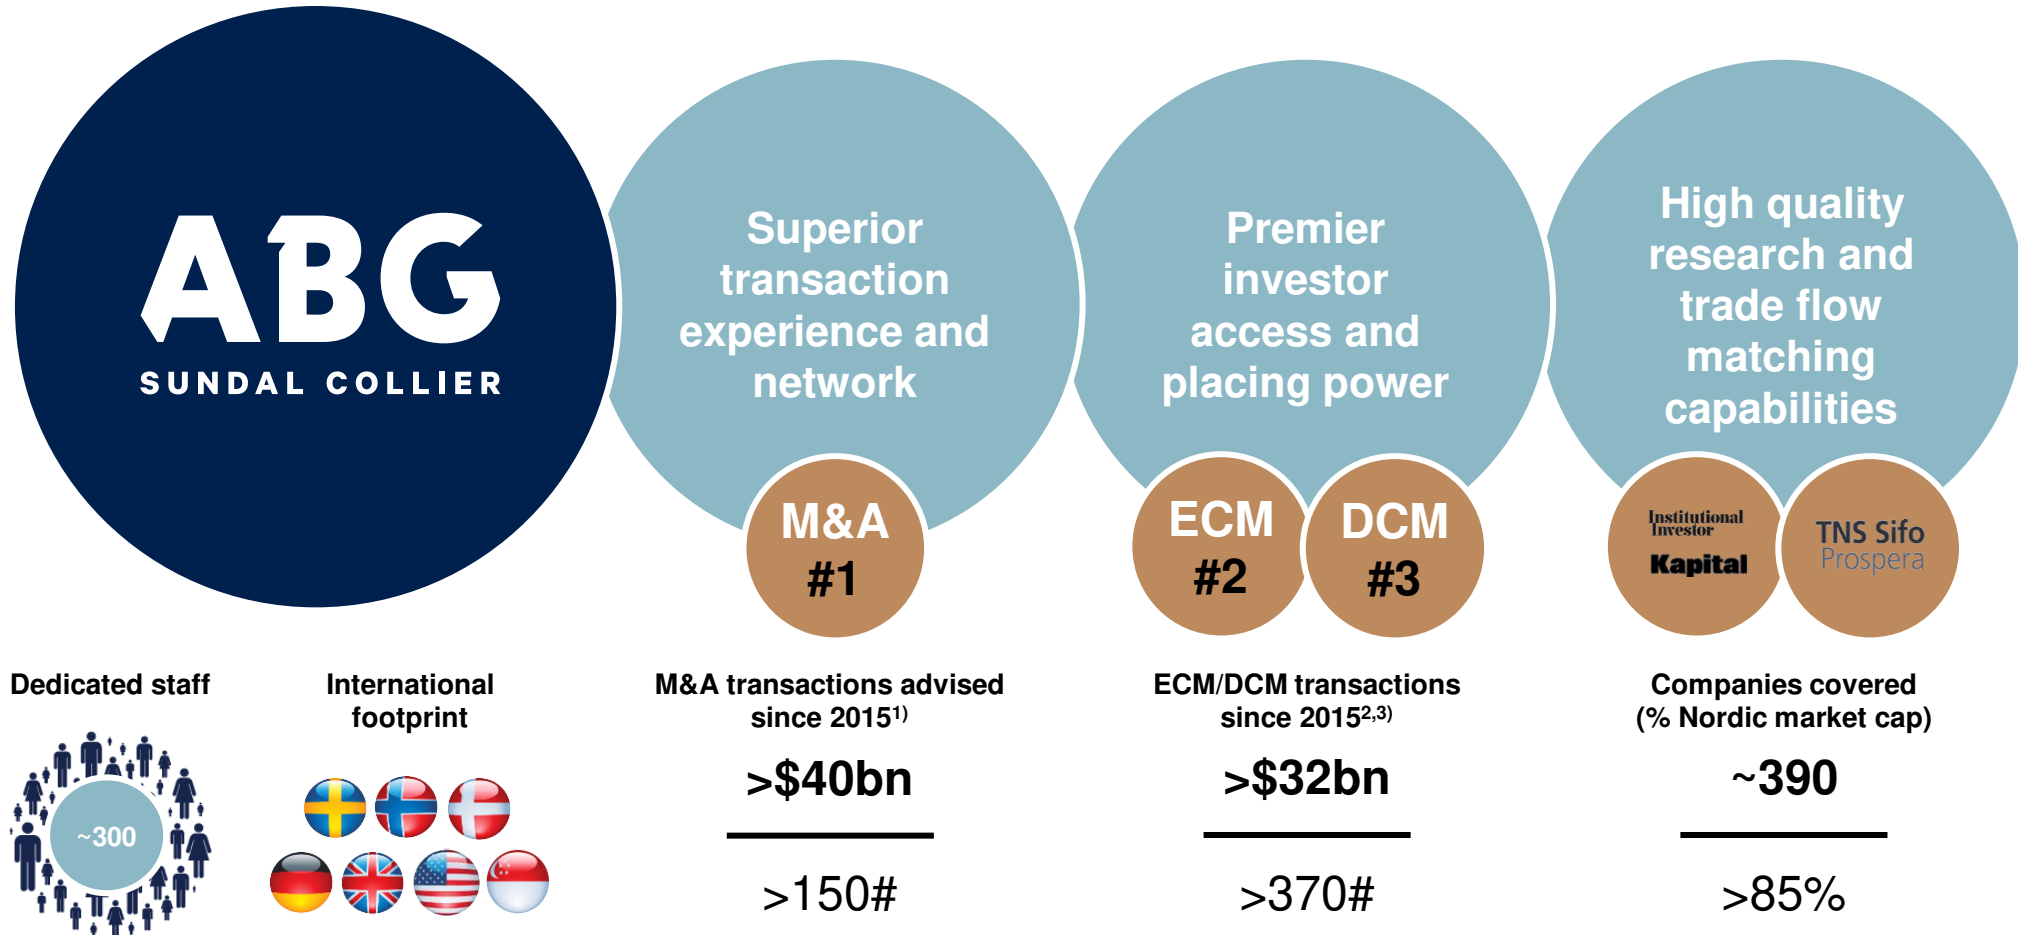 ABG
SUNDAL COLLIER
Superior
transaction
experience and
network
M&A
#1
Premier
investor
access and
placing power
ECM
#2
DCM
#3
High quality
research and
trade flow
matching
capabilities
Institutional
Investor
Kapital
TNS Sifo
Prospera
Dedicated staff
~300
International
footprint
M&A transactions advised
since 2015¹⁾
>$40bn
>150#
ECM/DCM transactions
since 2015²,³⁾
>$32bn
>370#
Companies covered
(% Nordic market cap)
~390
>85%